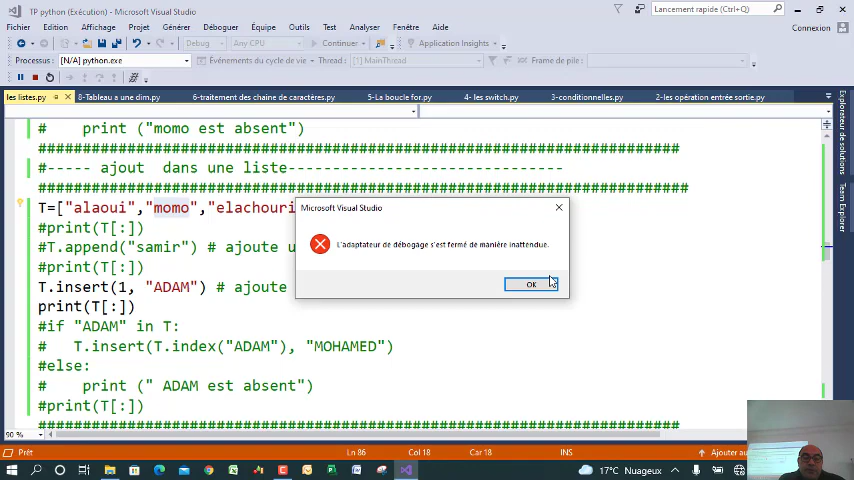 TP python (Exécution) - Microsoft Visual Studio
Lancement rapide (Ctrl+Q)
Fichier Edition Affichage Projet Générer Déboguer Équipe Outils Test Analyser Fenêtre Aide
Connexion
Debug Any CPU Continuer Application Insights
Processus : [N/A] python.exe Événements du cycle de vie Thread : [1] MainThread Frame de pile :
les listes.py 8-Tableau a une dim.py 6-traitements des chaine de caractéres.py 5-La boucle for.py 4- les switch.py 3-conditionnelles.py 2-les opération entrée sortie.py
Explorateur de solutions
Team Explorer
# print ("momo est absent")
#########################################################################
#----- ajout dans une liste-------------------------------
##########################################################################
T=["alaoui","momo","elachouri
#print(T[:])
#T.append("samir") # ajoute u
#print(T[:])
T.insert(1, "ADAM") # ajoute
print(T[:])
#if "ADAM" in T:
# T.insert(T.index("ADAM"), "MOHAMED")
#else:
# print (" ADAM est absent")
#print(T[:])
#########################################################################
Microsoft Visual Studio
L'adaptateur de débogage s'est fermé de manière inattendue.
OK
90 %
Prêt Ln 86 Col 18 Car 18 INS Ajouter au
17°C Nuageux